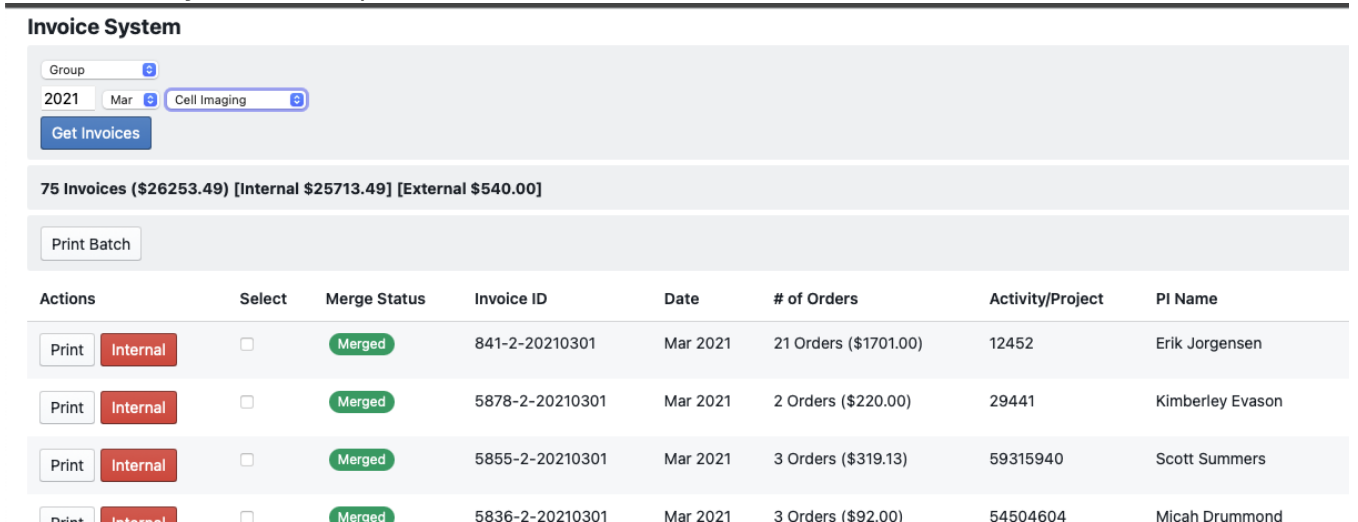 Invoice System
Group
2021 Mar Cell Imaging
Get Invoices
75 Invoices ($26253.49) [Internal $25713.49] [External $540.00]
Print Batch
Actions Select Merge Status Invoice ID Date # of Orders Activity/Project PI Name
Print Internal Merged 841-2-20210301 Mar 2021 21 Orders ($1701.00) 12452 Erik Jorgensen
Print Internal Merged 5878-2-20210301 Mar 2021 2 Orders ($220.00) 29441 Kimberley Evason
Print Internal Merged 5855-2-20210301 Mar 2021 3 Orders ($319.13) 59315940 Scott Summers
Print Internal Merged 5836-2-20210301 Mar 2021 3 Orders ($92.00) 54504604 Micah Drummond